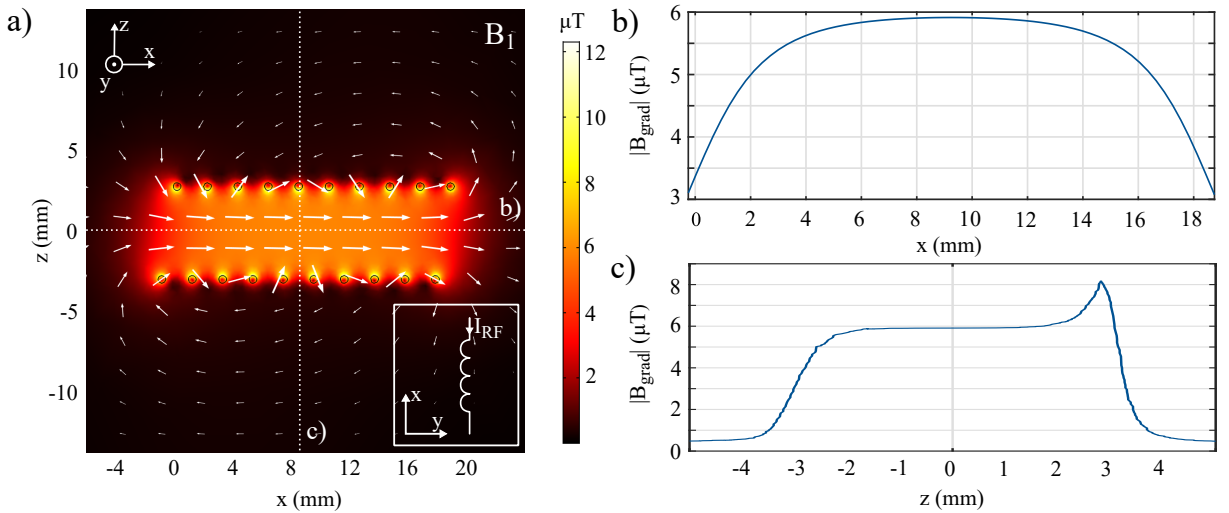 a)
B1
μT
z
x
y
10
5
0
-5
-10
z (mm)
-4 0 4 8 12 16 20
x (mm)
b)
c)
IRF
x
y
12
10
8
6
4
2
b)
6
5
4
3
|Bgrad| (μT)
0 2 4 6 8 10 12 14 16 18
x (mm)
c)
8
6
4
2
0
|Bgrad| (μT)
-4 -3 -2 -1 0 1 2 3 4
z (mm)